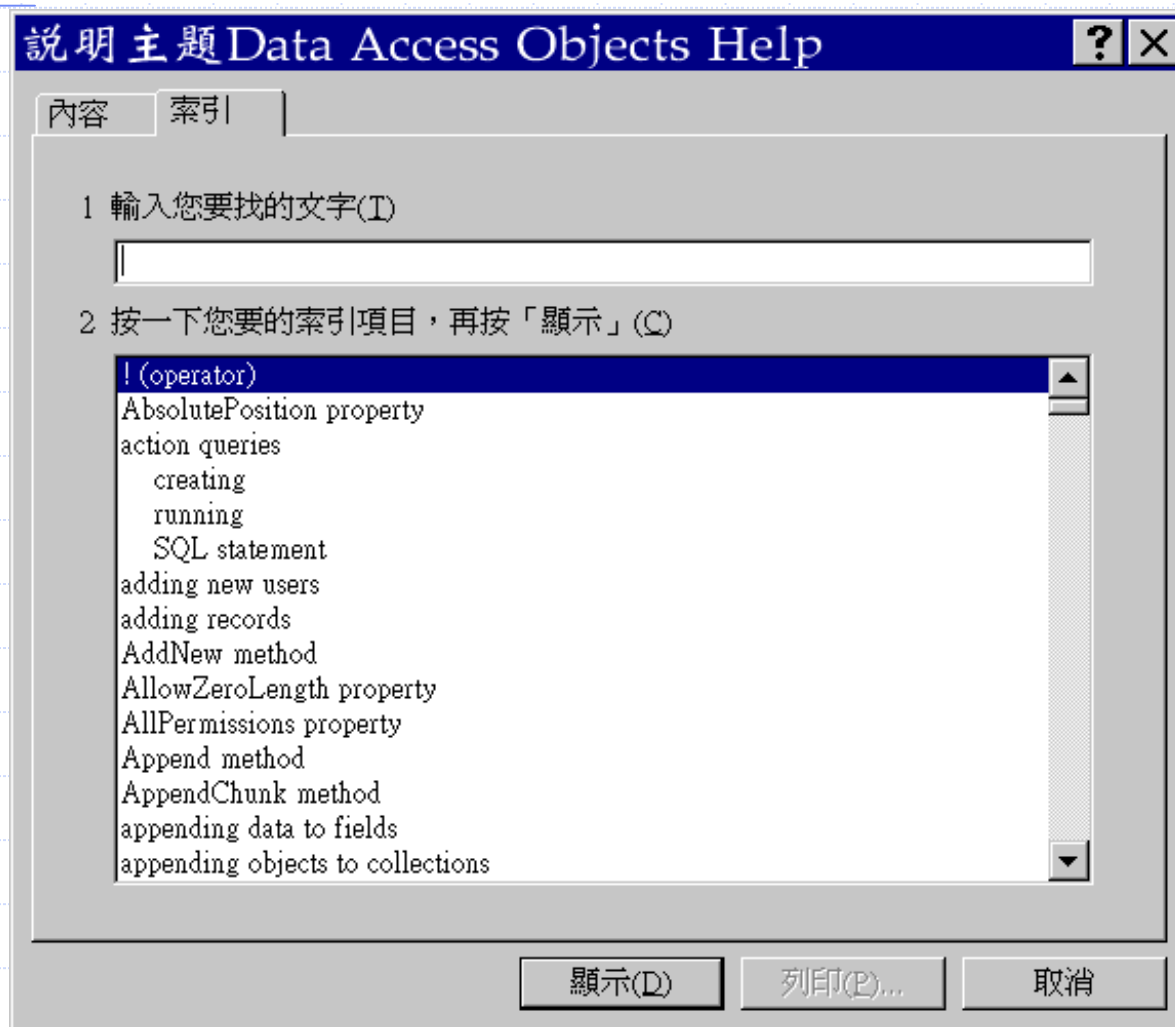 説明主題Data Access Objects Help
內容 索引
1 輸入您要找的文字(T)
2 按一下您要的索引項目，再按「顯示」(C)
! (operator)
AbsolutePosition property
action queries
creating
running
SQL statement
adding new users
adding records
AddNew method
AllowZeroLength property
AllPermissions property
Append method
AppendChunk method
appending data to fields
appending objects to collections
顯示(D) 列印(P)... 取消